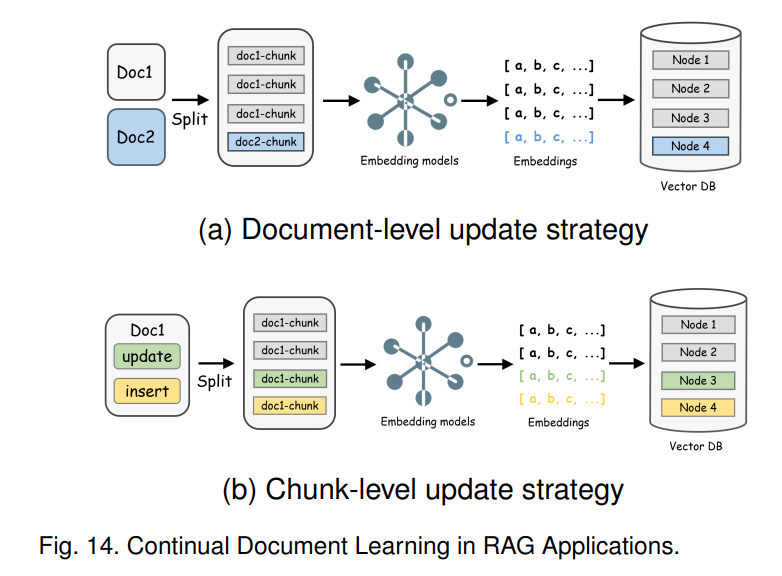 Doc1
Doc2
Split
doc1-chunk
doc1-chunk
doc1-chunk
doc2-chunk
Embedding models
[ a, b, c, ...]
[ a, b, c, ...]
[ a, b, c, ...]
[ a, b, c, ...]
Embeddings
Node 1
Node 2
Node 3
Node 4
Vector DB
(a) Document-level update strategy
Doc1
update
insert
Split
doc1-chunk
doc1-chunk
doc1-chunk
doc1-chunk
Embedding models
[ a, b, c, ...]
[ a, b, c, ...]
[ a, b, c, ...]
[ a, b, c, ...]
Embeddings
Node 1
Node 2
Node 3
Node 4
Vector DB
(b) Chunk-level update strategy
Fig. 14. Continual Document Learning in RAG Applications.